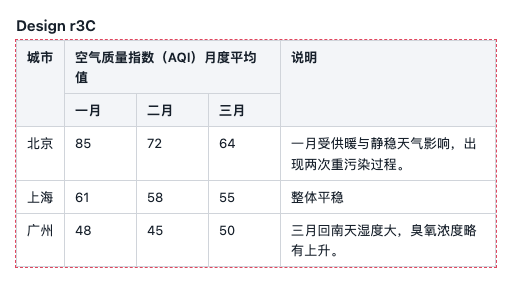 Design r3C
城市
空气质量指数（AQI）月度平均
值
说明
一月
二月
三月
北京
85
72
64
一月受供暖与静稳天气影响，出
现两次重污染过程。
上海
61
58
55
整体平稳
广州
48
45
50
三月回南天湿度大，臭氧浓度略
有上升。